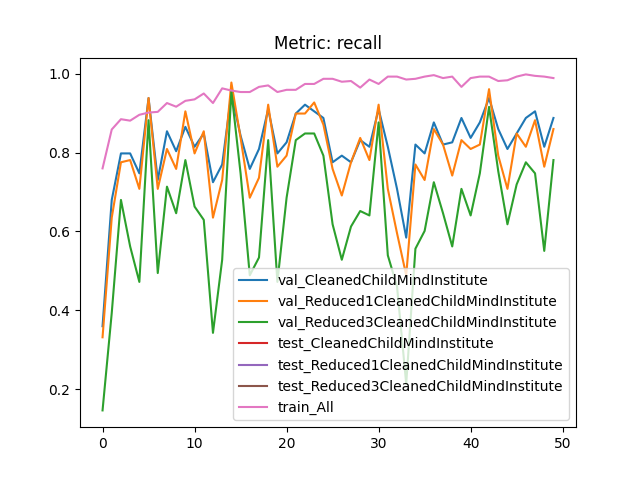 Metric: recall
1.0
0.8
0.6
0.4
0.2
val_CleanedChildMindInstitute
val_Reduced1CleanedChildMindInstitute
val_Reduced3CleanedChildMindInstitute
test_CleanedChildMindInstitute
test_Reduced1CleanedChildMindInstitute
test_Reduced3CleanedChildMindInstitute
train_All
0 10 20 30 40 50